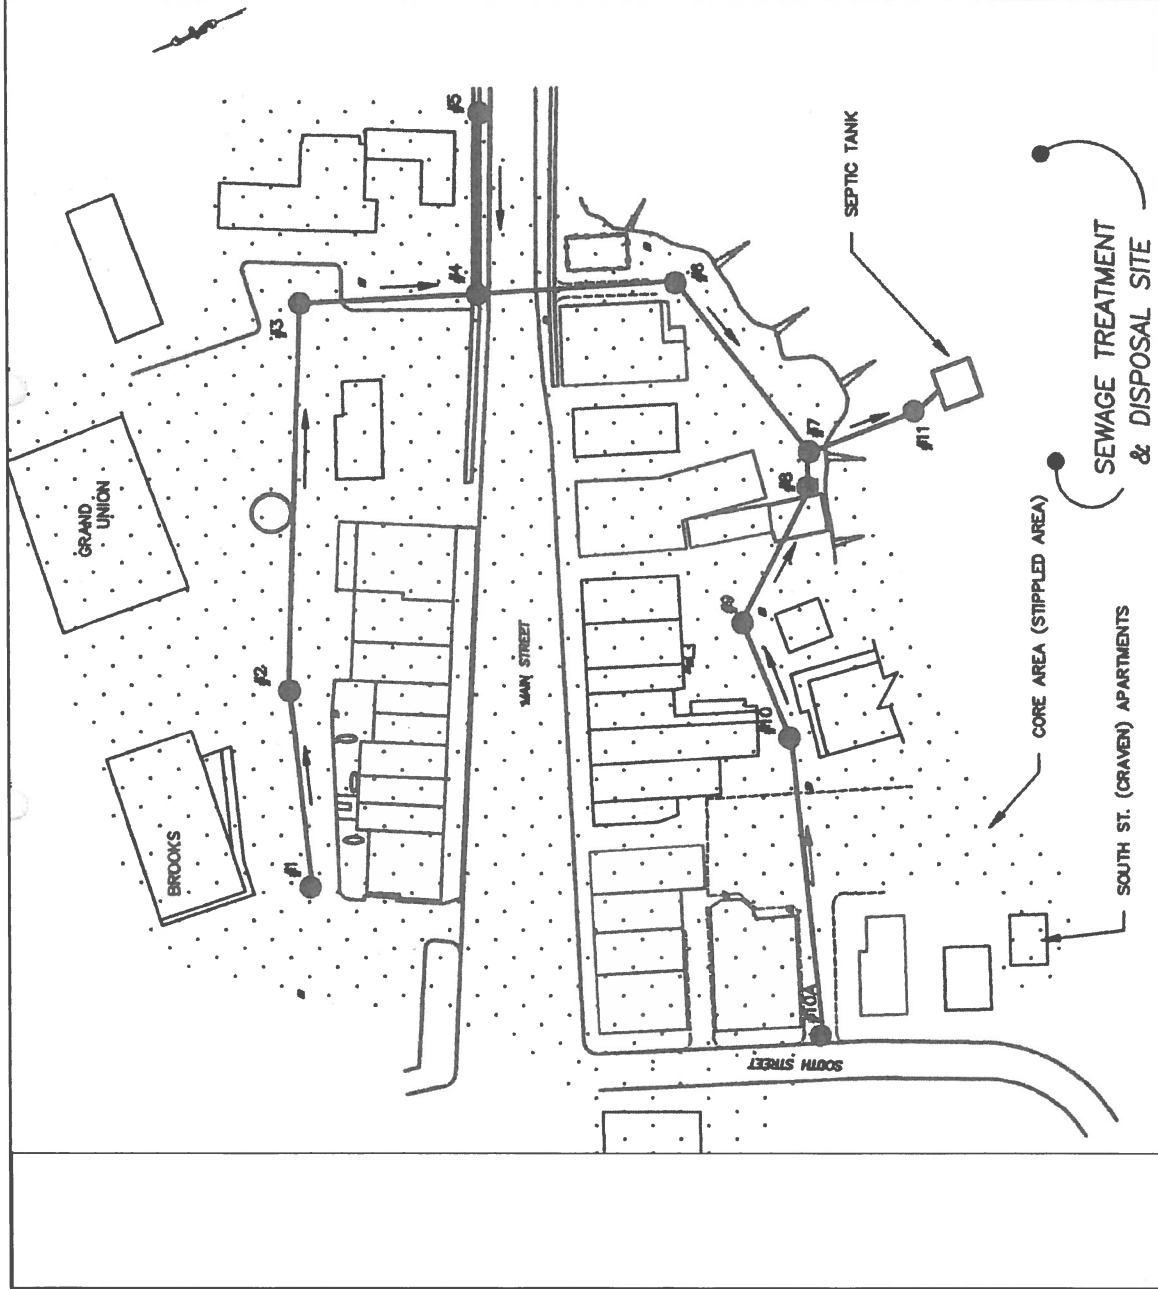 GRAND
UNION
BROOKS
#1
#2
#3
#4
#5
MAIN STREET
#6
#7
#8
#9
#10
#10A
#11
SEPTIC TANK
SOUTH STREET
CORE AREA (STIPPLED AREA)
SOUTH ST. (CRAVEN) APARTMENTS
SEWAGE TREATMENT
& DISPOSAL SITE